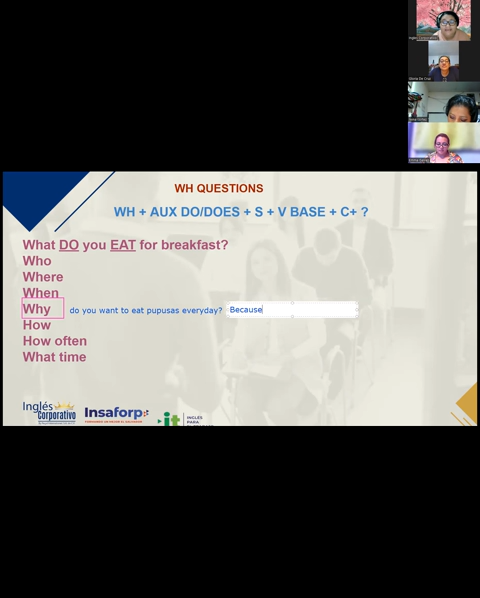 WH QUESTIONS
WH + AUX DO/DOES + S + V BASE + C+ ?
What DO you EAT for breakfast?
Who
Where
When
Why do you want to eat pupusas everyday? Because
How
How often
What time
Inglés
Corporativo
Insaforp
it INGLÉS
PARA